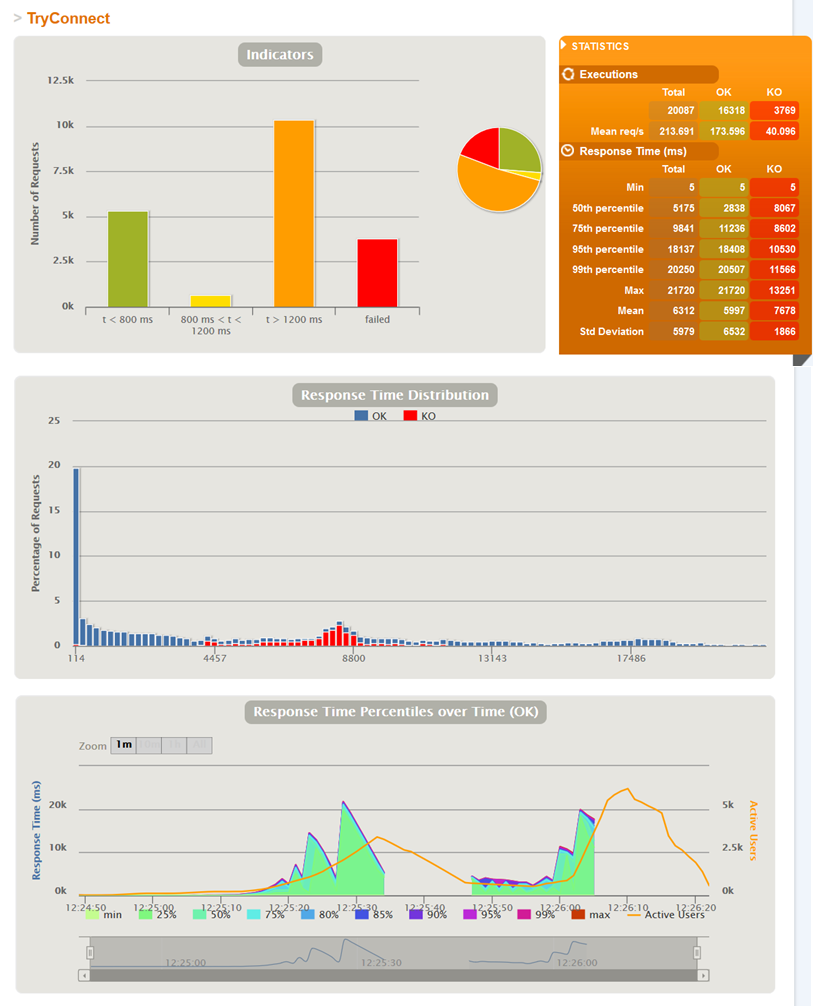 > TryConnect
Indicators
Number of Requests
12.5k
10k
7.5k
5k
2.5k
0k
t < 800 ms
800 ms < t <
1200 ms
t > 1200 ms
failed
STATISTICS
Executions
Total OK KO
20087 16318 3769
Mean req/s 213.691 173.596 40.096
Response Time (ms)
Total OK KO
Min 5 5 5
50th percentile 5175 2838 8067
75th percentile 9841 11236 8602
95th percentile 18137 18408 10530
99th percentile 20250 20507 11566
Max 21720 21720 13251
Mean 6312 5997 7678
Std Deviation 5979 6532 1866
Response Time Distribution
OK KO
Percentage of Requests
25
20
15
10
5
0
114 4457 8800 13143 17486
Response Time Percentiles over Time (OK)
Zoom 1m
Response Time (ms)
20k
10k
0k
5k
2.5k
0k
Active Users
12:24:50 12:25:00 12:25:10 12:25:20 12:25:30 12:25:40 12:25:50 12:26:00 12:26:10 12:26:20
min 25% 50% 75% 80% 85% 90% 95% 99% max Active Users
12:25:00 12:25:30 12:26:00